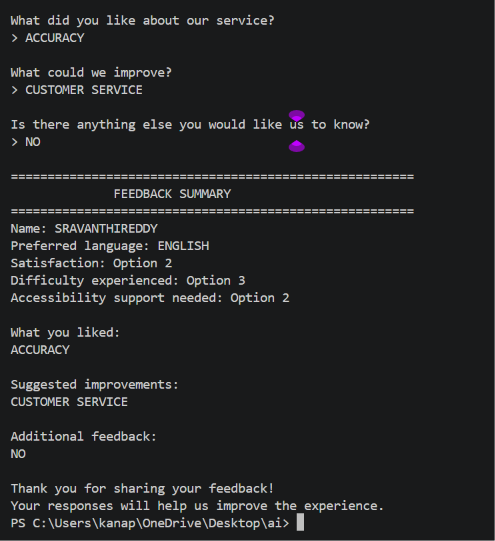 What did you like about our service?
> ACCURACY
What could we improve?
> CUSTOMER SERVICE
Is there anything else you would like us to know?
> NO
=======================================================
FEEDBACK SUMMARY
=======================================================
Name: SRAVANTHIREDDY
Preferred language: ENGLISH
Satisfaction: Option 2
Difficulty experienced: Option 3
Accessibility support needed: Option 2
What you liked:
ACCURACY
Suggested improvements:
CUSTOMER SERVICE
Additional feedback:
NO
Thank you for sharing your feedback!
Your responses will help us improve the experience.
PS C:\Users\kanap\OneDrive\Desktop\ai>